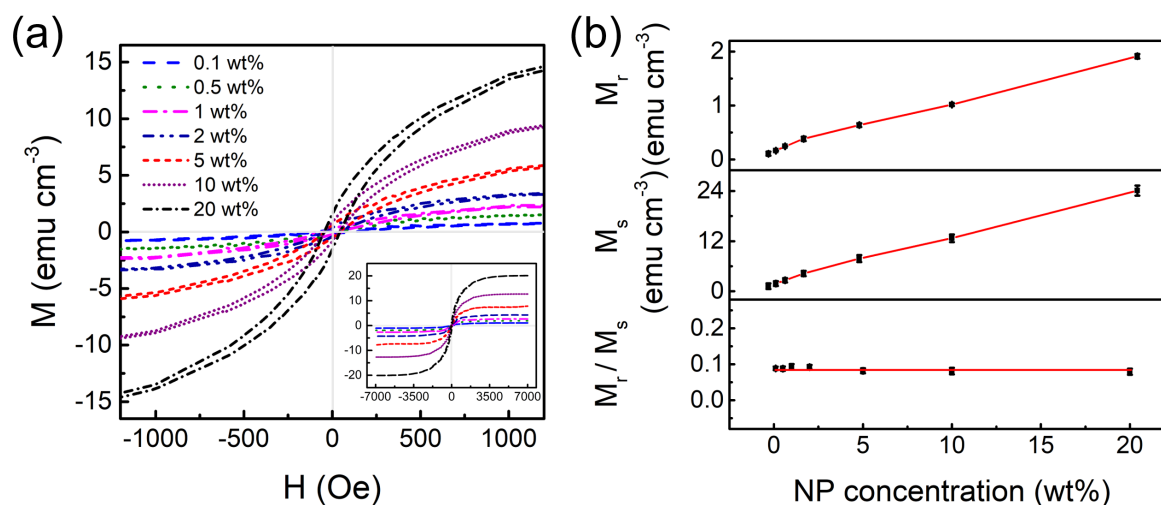 (a)
0.1 wt%
0.5 wt%
1 wt%
2 wt%
5 wt%
10 wt%
20 wt%
M (emu cm⁻³)
15
10
5
0
-5
-10
-15
-1000 -500 0 500 1000
H (Oe)
20
10
0
-10
-20
-7000 -3500 0 3500 7000
(b)
Mᵣ
(emu cm⁻³)
2
1
0
Mₛ
(emu cm⁻³)
24
12
0
Mᵣ / Mₛ
0.2
0.1
0.0
0 5 10 15 20
NP concentration (wt%)